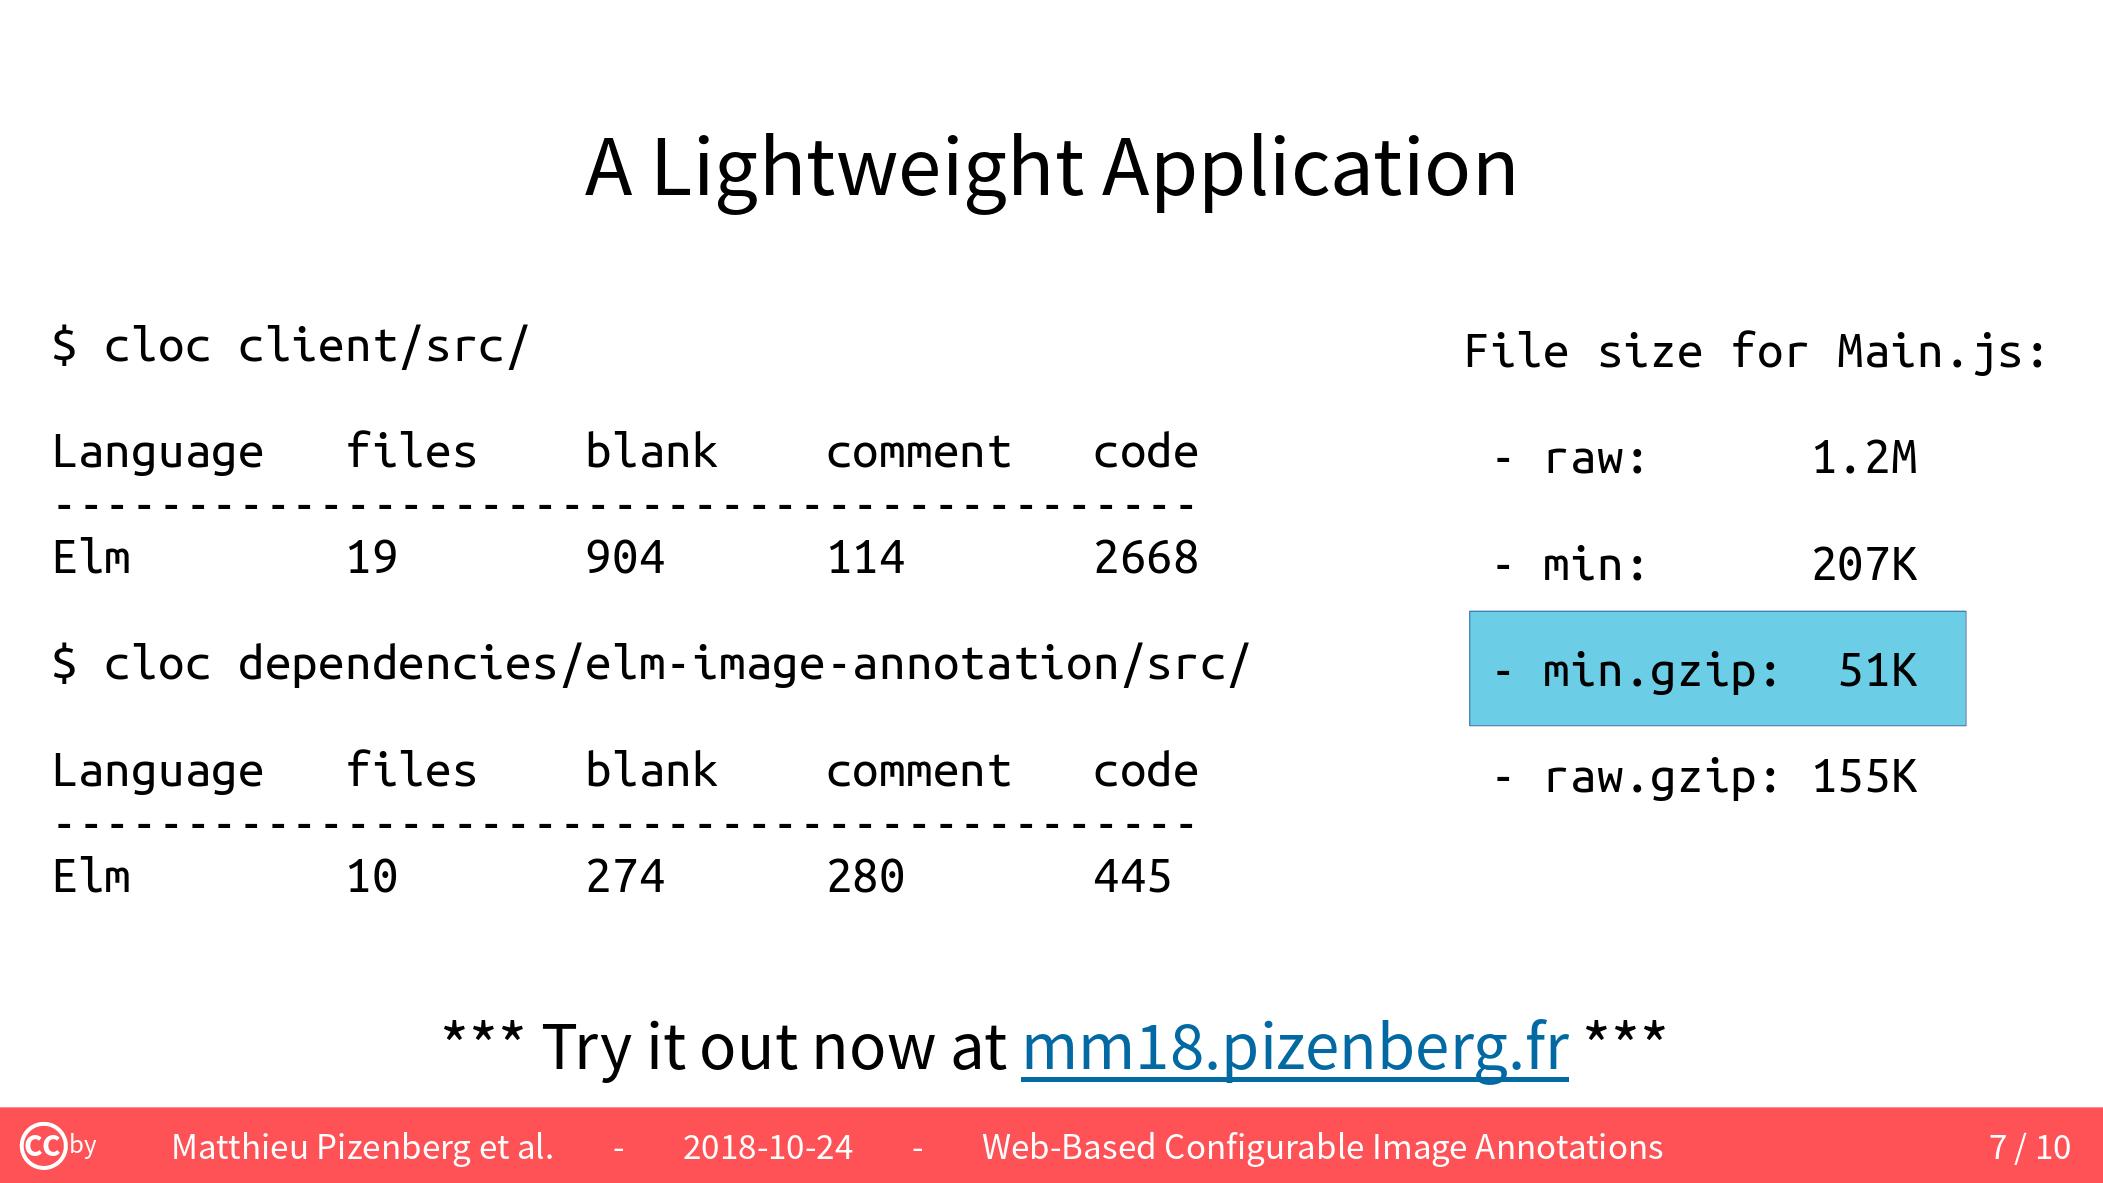 A Lightweight Application
$ cloc client/src/
Language   files    blank    comment   code
-------------------------------------------
Elm        19       904      114       2668
$ cloc dependencies/elm-image-annotation/src/
Language   files    blank    comment   code
-------------------------------------------
Elm        10       274      280       445
File size for Main.js:
- raw:      1.2M
- min:      207K
- min.gzip:  51K
- raw.gzip: 155K
*** Try it out now at mm18.pizenberg.fr ***
cc by Matthieu Pizenberg et al. - 2018-10-24 - Web-Based Configurable Image Annotations 7 / 10